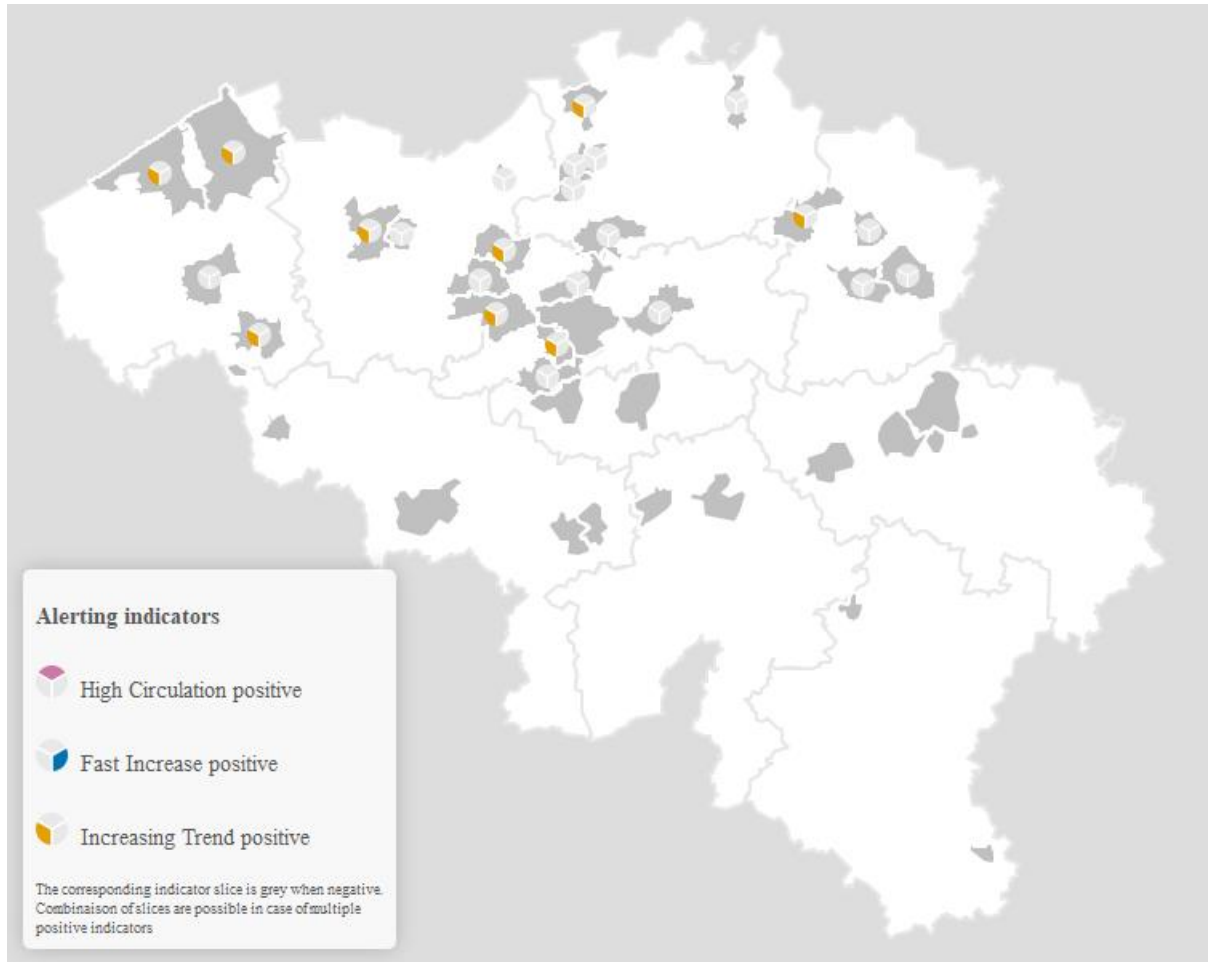 Alerting indicators
High Circulation positive
Fast Increase positive
Increasing Trend positive
The corresponding indicator slice is grey when negative.
Combinaison of slices are possible in case of multiple
positive indicators